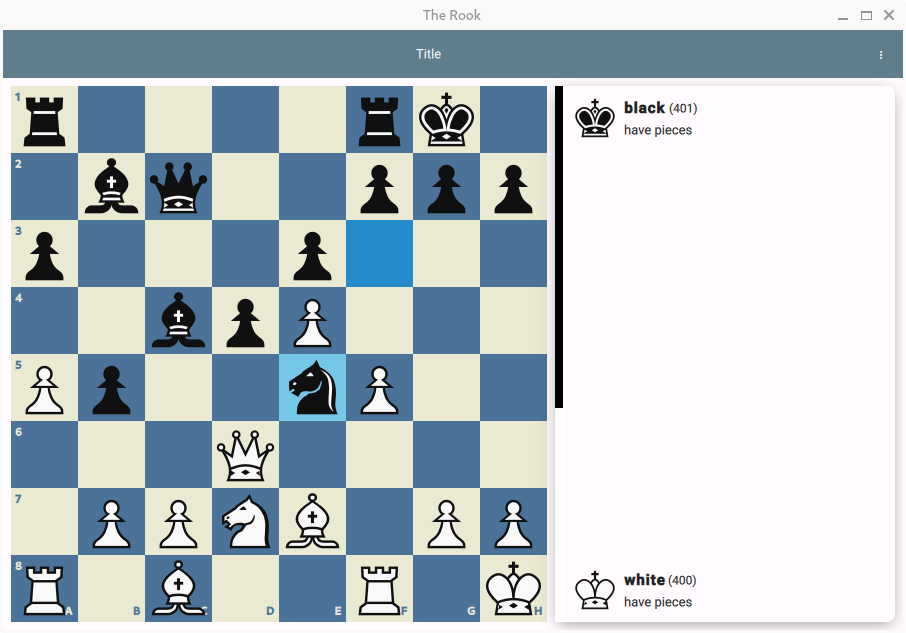 The Rook
Title
1
2
3
4
5
6
7
8
A B C D E F G H
black (401)
have pieces
white (400)
have pieces